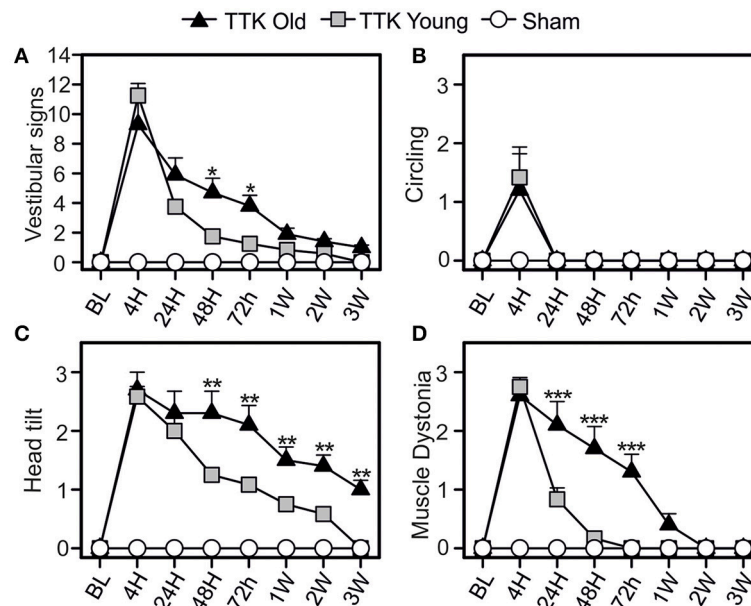 TTK Old TTK Young Sham
A
Vestibular signs
14
12
10
8
6
4
2
0
* *
BL 4H 24H 48H 72h 1W 2W 3W
B
Circling
3
2
1
0
BL 4H 24H 48H 72h 1W 2W 3W
C
Head tilt
3
2
1
0
** ** ** ** **
BL 4H 24H 48H 72h 1W 2W 3W
D
Muscle Dystonia
3
2
1
0
*** *** ***
BL 4H 24H 48H 72h 1W 2W 3W